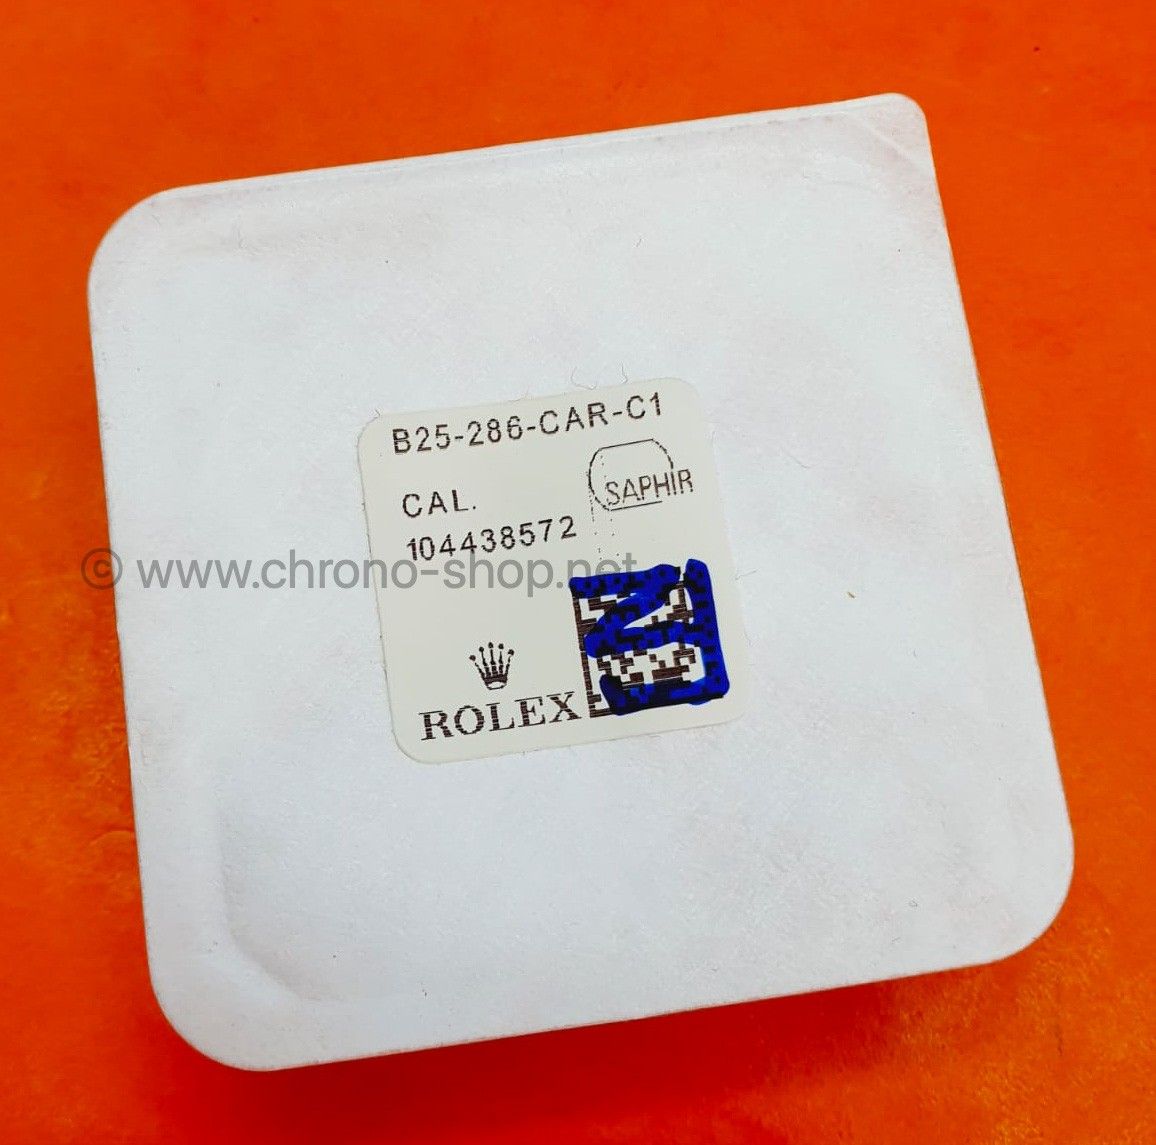 B25-286-CAR-C1
SAPHIR
CAL.
104438572
© www.chrono-shop.net
ROLEX